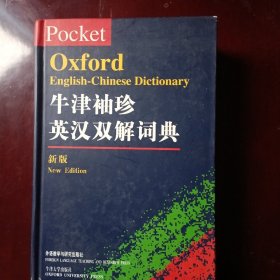 Pocket
Oxford
English-Chinese Dictionary
牛津袖珍
英汉双解词典
新版
New Edition
外语教学与研究出版社
FOREIGN LANGUAGE TEACHING AND RESEARCH PRESS
牛津大学出版社
OXFORD UNIVERSITY PRESS